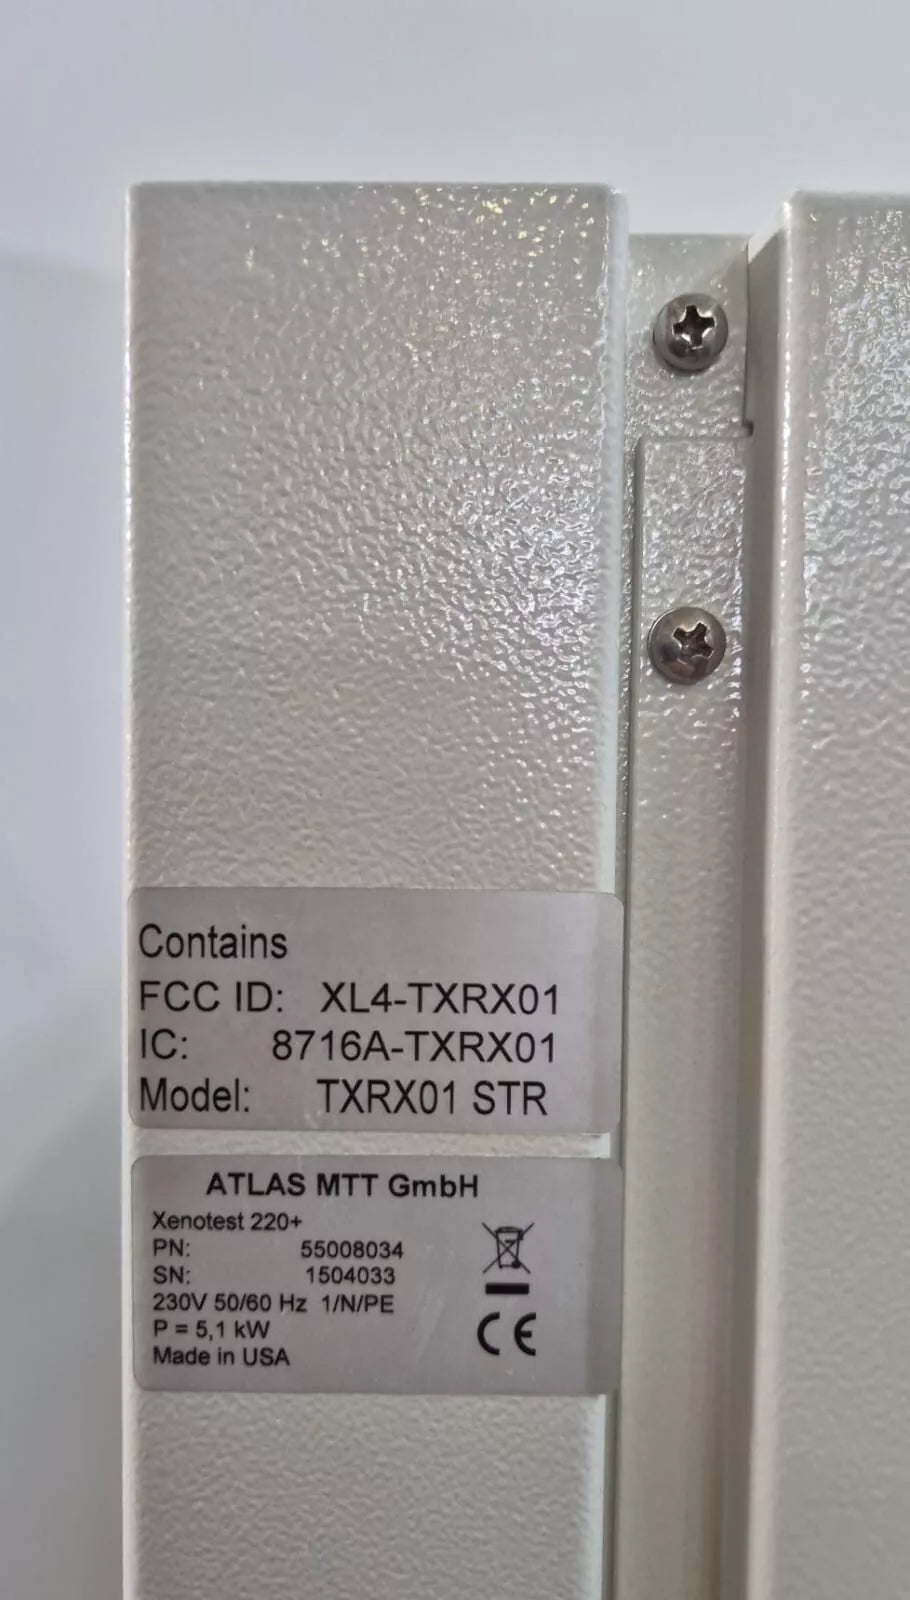 Contains
FCC ID: XL4-TXRX01
IC: 8716A-TXRX01
Model: TXRX01 STR
ATLAS MTT GmbH
Xenotest 220+
PN: 55008034
SN: 1504033
230V 50/60 Hz 1/N/PE
P = 5,1 kW
Made in USA
CE